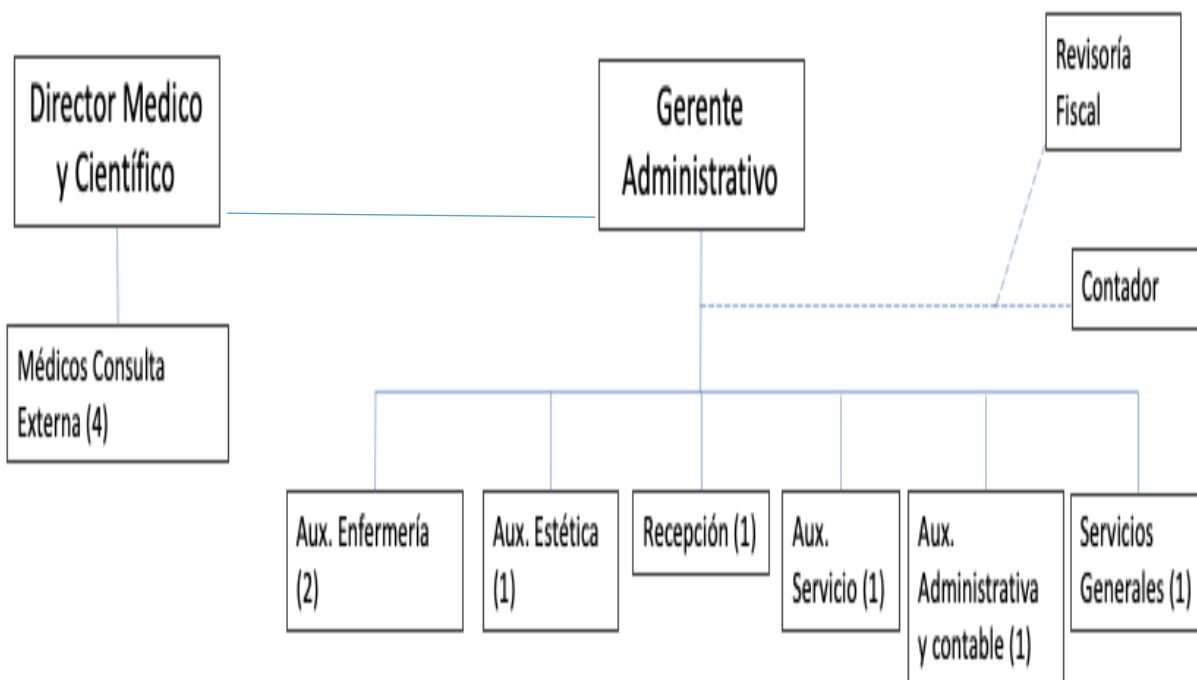 Director Medico
y Científico
Gerente
Administrativo
Revisoría
Fiscal
Contador
Médicos Consulta
Externa (4)
Aux. Enfermería
(2)
Aux. Estética
(1)
Recepción (1)
Aux.
Servicio (1)
Aux.
Administrativa
y contable (1)
Servicios
Generales (1)